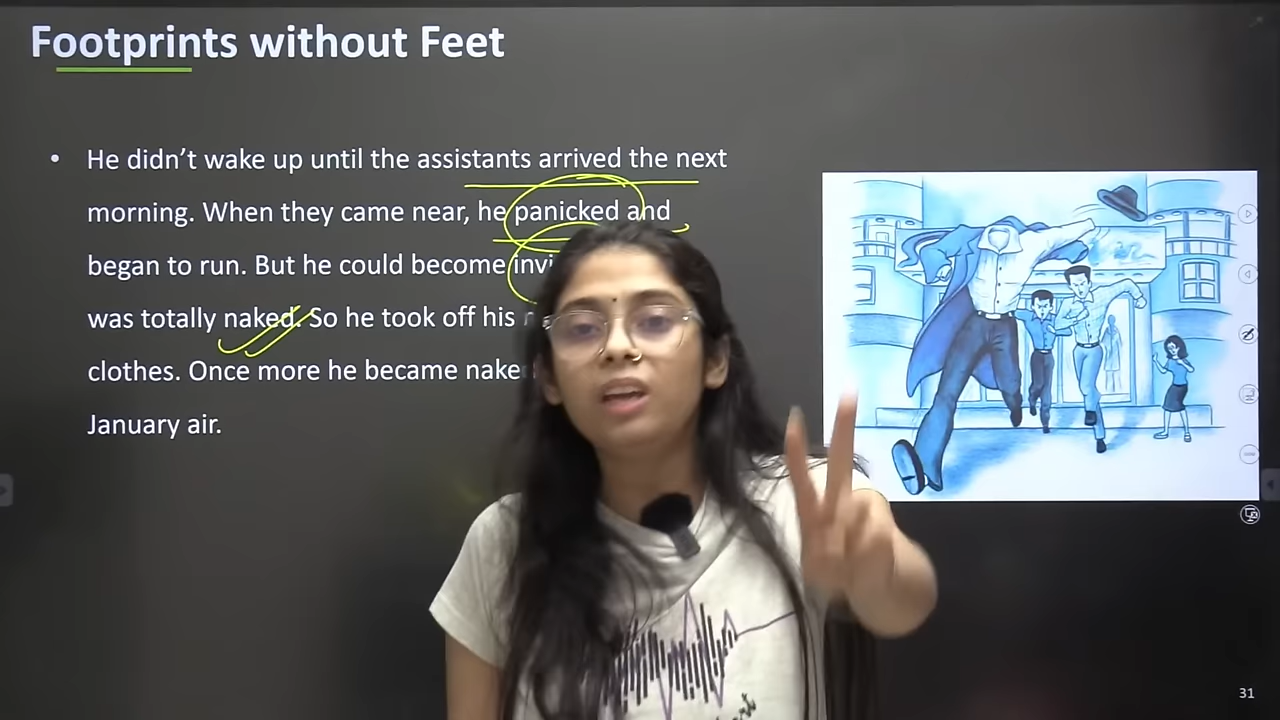 Footprints without Feet
• He didn't wake up until the assistants arrived the next
morning. When they came near, he panicked and
began to run. But he could become
was totally naked. So he took off his
clothes. Once more he became
January air.
31